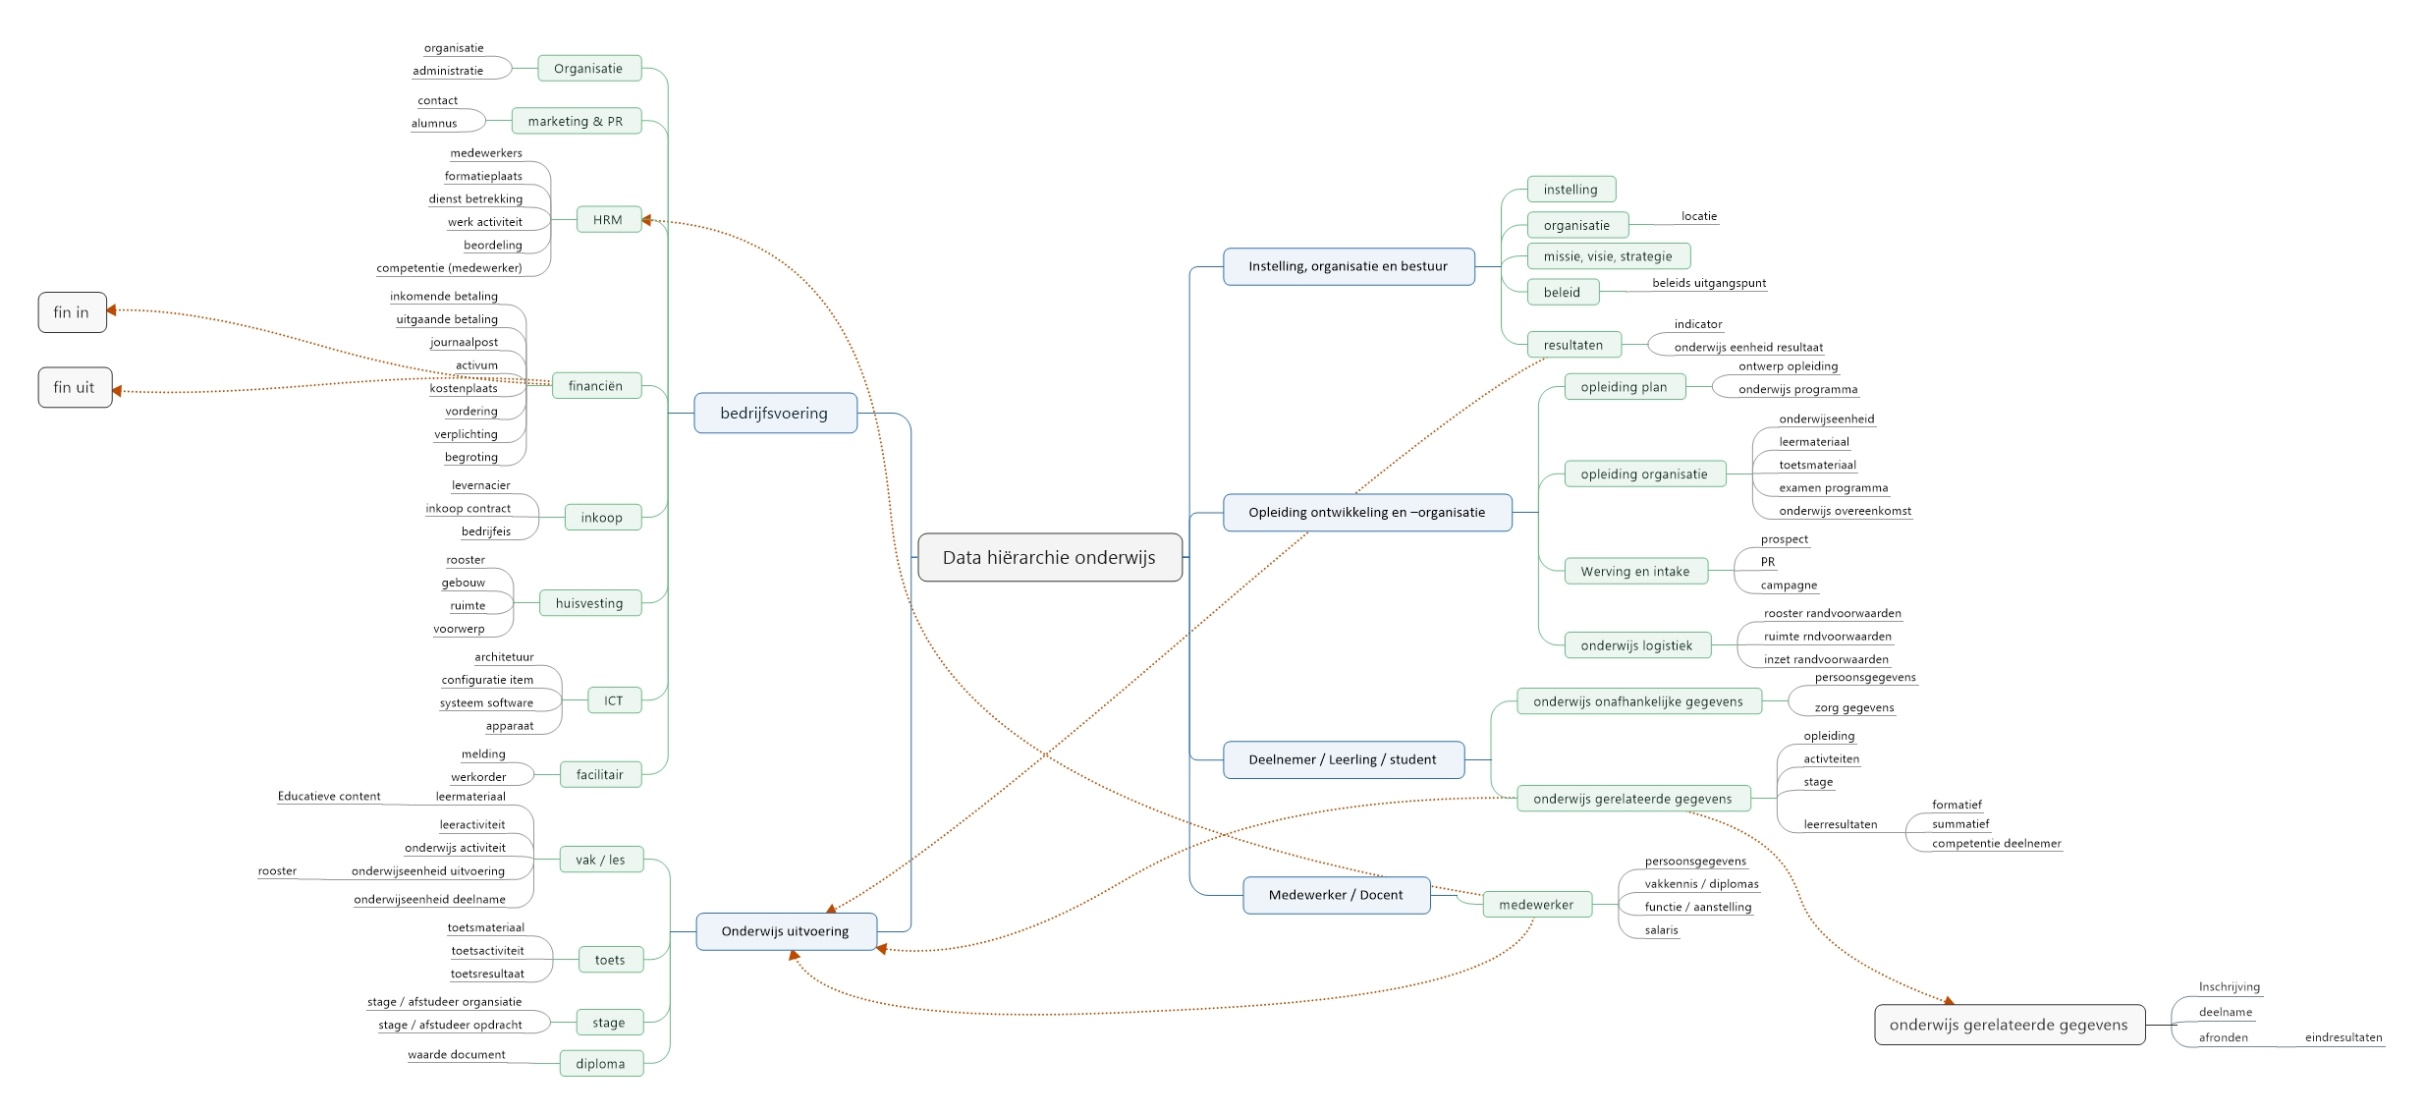 Data hiërarchie onderwijs
bedrijfsvoering
Organisatie
organisatie
administratie
marketing & PR
contact
alumnus
HRM
medewerkers
formatieplaats
dienst betrekking
werk activiteit
beordeling
competentie (medewerker)
financiën
inkomende betaling
uitgaande betaling
journaalpost
activum
kostenplaats
vordering
verplichting
begroting
fin in
fin uit
inkoop
levernacier
inkoop contract
bedrijfeis
huisvesting
rooster
gebouw
ruimte
voorwerp
ICT
architetuur
configuratie item
systeem software
apparaat
facilitair
melding
werkorder
Onderwijs uitvoering
vak / les
leermateriaal
Educatieve content
leeractiviteit
onderwijs activiteit
onderwijseenheid uitvoering
rooster
onderwijseenheid deelname
toets
toetsmateriaal
toetsactiviteit
toetsresultaat
stage
stage / afstudeer organsiatie
stage / afstudeer opdracht
diploma
waarde document
Instelling, organisatie en bestuur
instelling
organisatie
locatie
missie, visie, strategie
beleid
beleids uitgangspunt
resultaten
indicator
onderwijs eenheid resultaat
Opleiding ontwikkeling en –organisatie
opleiding plan
ontwerp opleiding
onderwijs programma
opleiding organisatie
onderwijseenheid
leermateriaal
toetsmateriaal
examen programma
onderwijs overeenkomst
Werving en intake
prospect
PR
campagne
onderwijs logistiek
rooster randvoorwaarden
ruimte rndvoorwaarden
inzet randvoorwaarden
Deelnemer / Leerling / student
onderwijs onafhankelijke gegevens
persoonsgegevens
zorg gegevens
onderwijs gerelateerde gegevens
opleiding
activteiten
stage
leerresultaten
formatief
summatief
competentie deelnemer
Medewerker / Docent
medewerker
persoonsgegevens
vakkennis / diplomas
functie / aanstelling
salaris
onderwijs gerelateerde gegevens
Inschrijving
deelname
afronden
eindresultaten